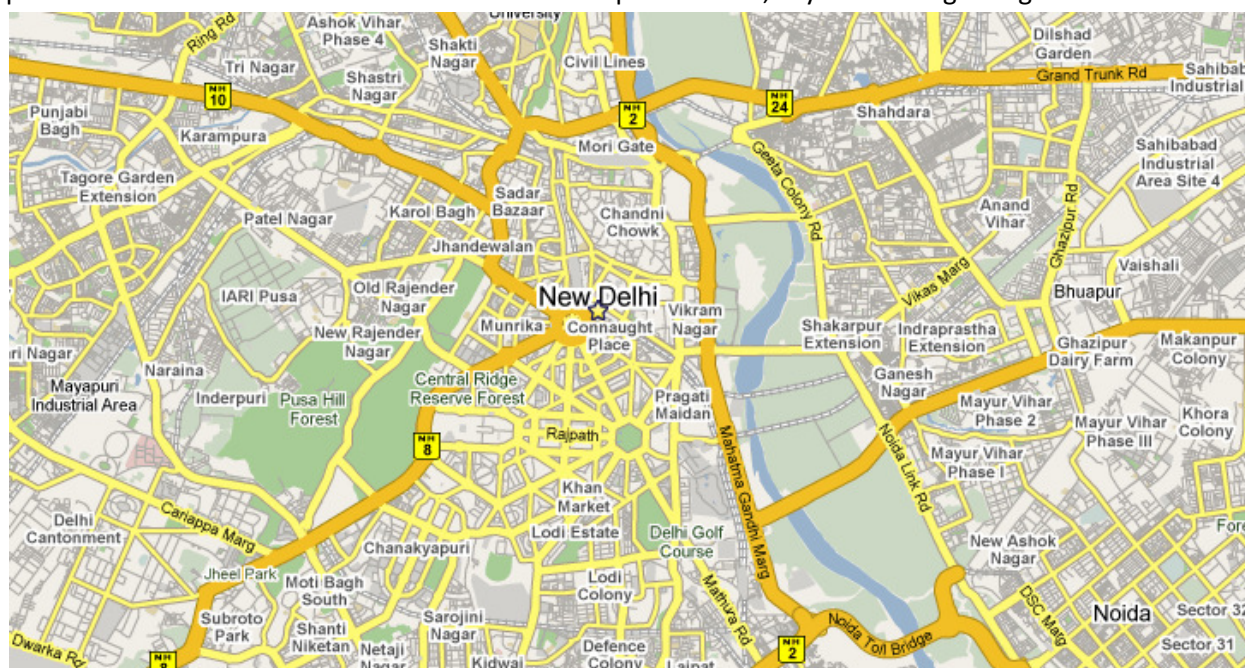 University
Ring Rd
Ashok Vihar
Phase 4
Shakti
Nagar
Civil Lines
Dilshad
Garden
Tri Nagar
Shastri
Nagar
Grand Trunk Rd
Sahibab
Industrial
NH
10
NH
2
NH
24
Shahdara
Punjabi
Bagh
Karampura
Mori Gate
Geeta Colony Rd
Sahibabad
Industrial
Area Site 4
Tagore Garden
Extension
Patel Nagar
Karol Bagh
Sadar
Bazaar
Chandni
Chowk
Anand
Vihar
Ghazipur Rd
Jhandewalan
Vaishali
IARI Pusa
Old Rajender
Nagar
New Delhi
Vikas Marg
Bhuapur
New Rajender
Nagar
Munrika
Connaught
Place
Vikram
Nagar
Shakarpur
Extension
Indraprastha
Extension
Ghazipur
Dairy Farm
Makanpur
Colony
ri Nagar
Naraina
Mayapuri
Industrial Area
Inderpuri
Pusa Hill
Forest
Central Ridge
Reserve Forest
Ganesh
Nagar
Pragati
Maidan
Mayur Vihar
Phase 2
Mayur Vihar
Phase III
Khora
Colony
Rajpath
NH
8
Mahatma Gandhi Marg
Noida Link Rd
Mayur Vihar
Phase I
Khan
Market
Cariappa Marg
Delhi
Cantonment
Chanakyapuri
Lodi Estate
Delhi Golf
Course
New Ashok
Nagar
Fore
Jheel Park
Moti Bagh
South
Lodi
Colony
Mathura Rd
DSC Marg
Noida
Sector 32
Subroto
Park
Sarojini
Nagar
Noida Toll Bridge
Shanti
Niketan
Netaji
Nagar
Defence
Colony
NH
2
Sector 31
Dwarka Rd
NH
8
Kidwai
Lajpat